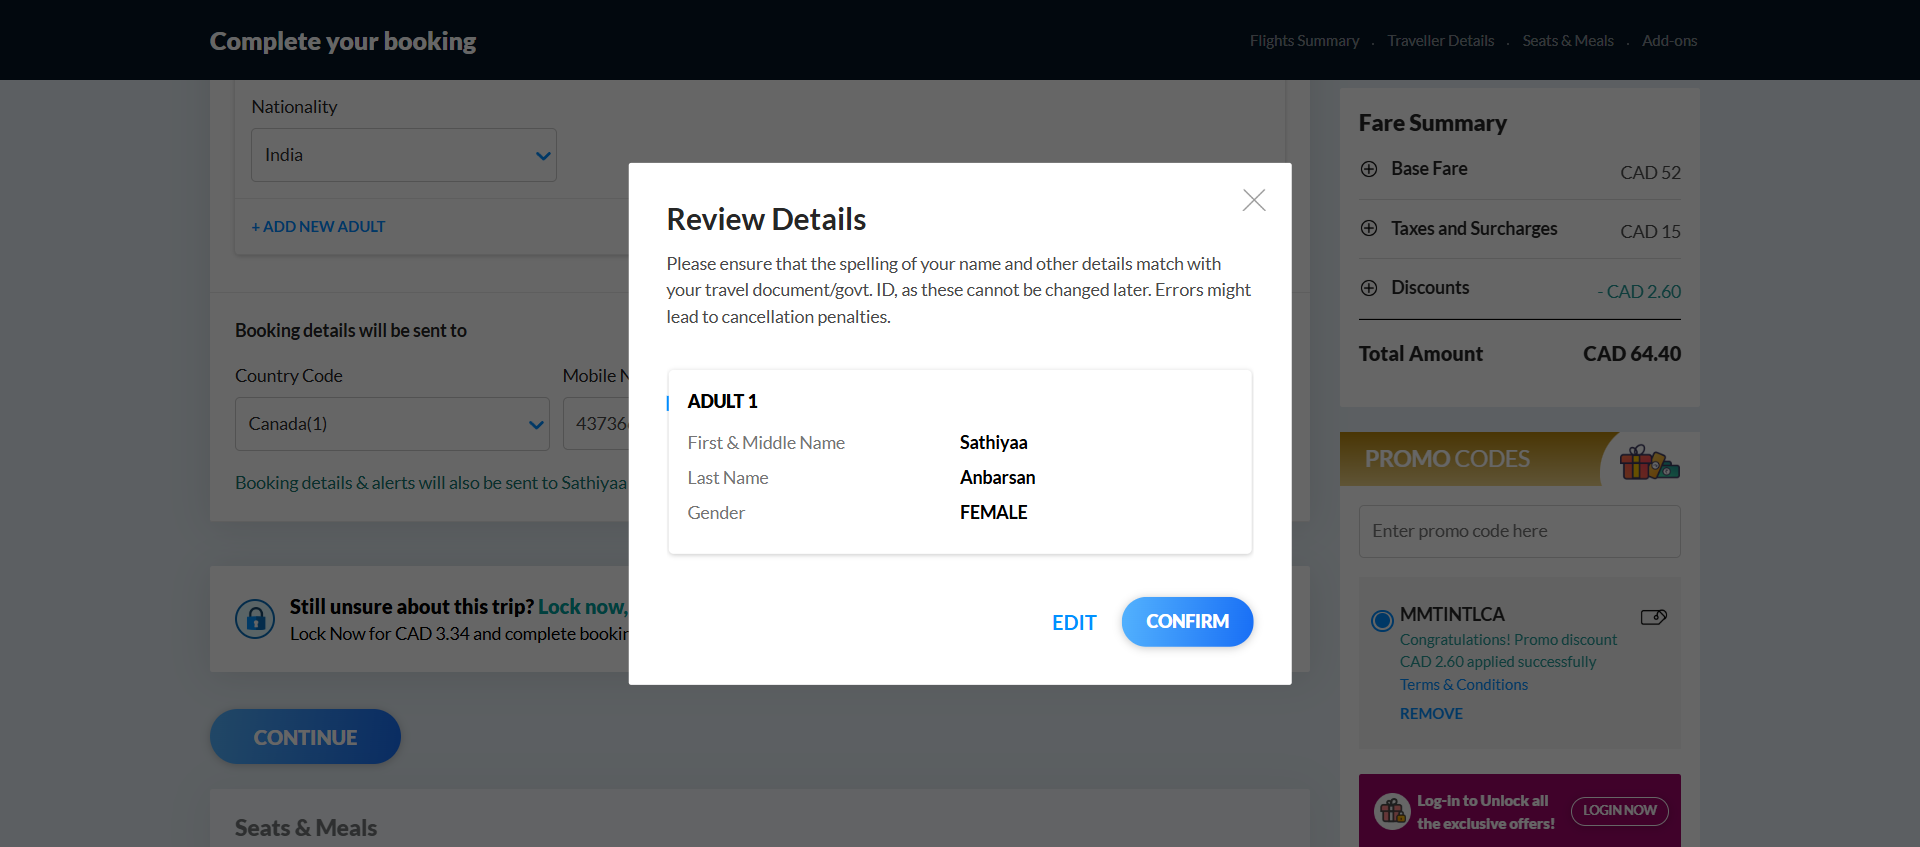 Complete your booking
Flights Summary . Traveller Details . Seats & Meals . Add-ons
Nationality
India
+ ADD NEW ADULT
Booking details will be sent to
Country Code
Mobile N
Canada(1)
43736
Booking details & alerts will also be sent to Sathiyaa
Still unsure about this trip? Lock now,
Lock Now for CAD 3.34 and complete bookin
CONTINUE
Seats & Meals
Review Details
Please ensure that the spelling of your name and other details match with
your travel document/govt. ID, as these cannot be changed later. Errors might
lead to cancellation penalties.
ADULT 1
First & Middle Name Sathiyaa
Last Name Anbarsan
Gender FEMALE
EDIT CONFIRM
Fare Summary
Base Fare CAD 52
Taxes and Surcharges CAD 15
Discounts - CAD 2.60
Total Amount CAD 64.40
PROMO CODES
Enter promo code here
MMTINTLCA
Congratulations! Promo discount
CAD 2.60 applied successfully
Terms & Conditions
REMOVE
Log-in to Unlock all
the exclusive offers!
LOGIN NOW